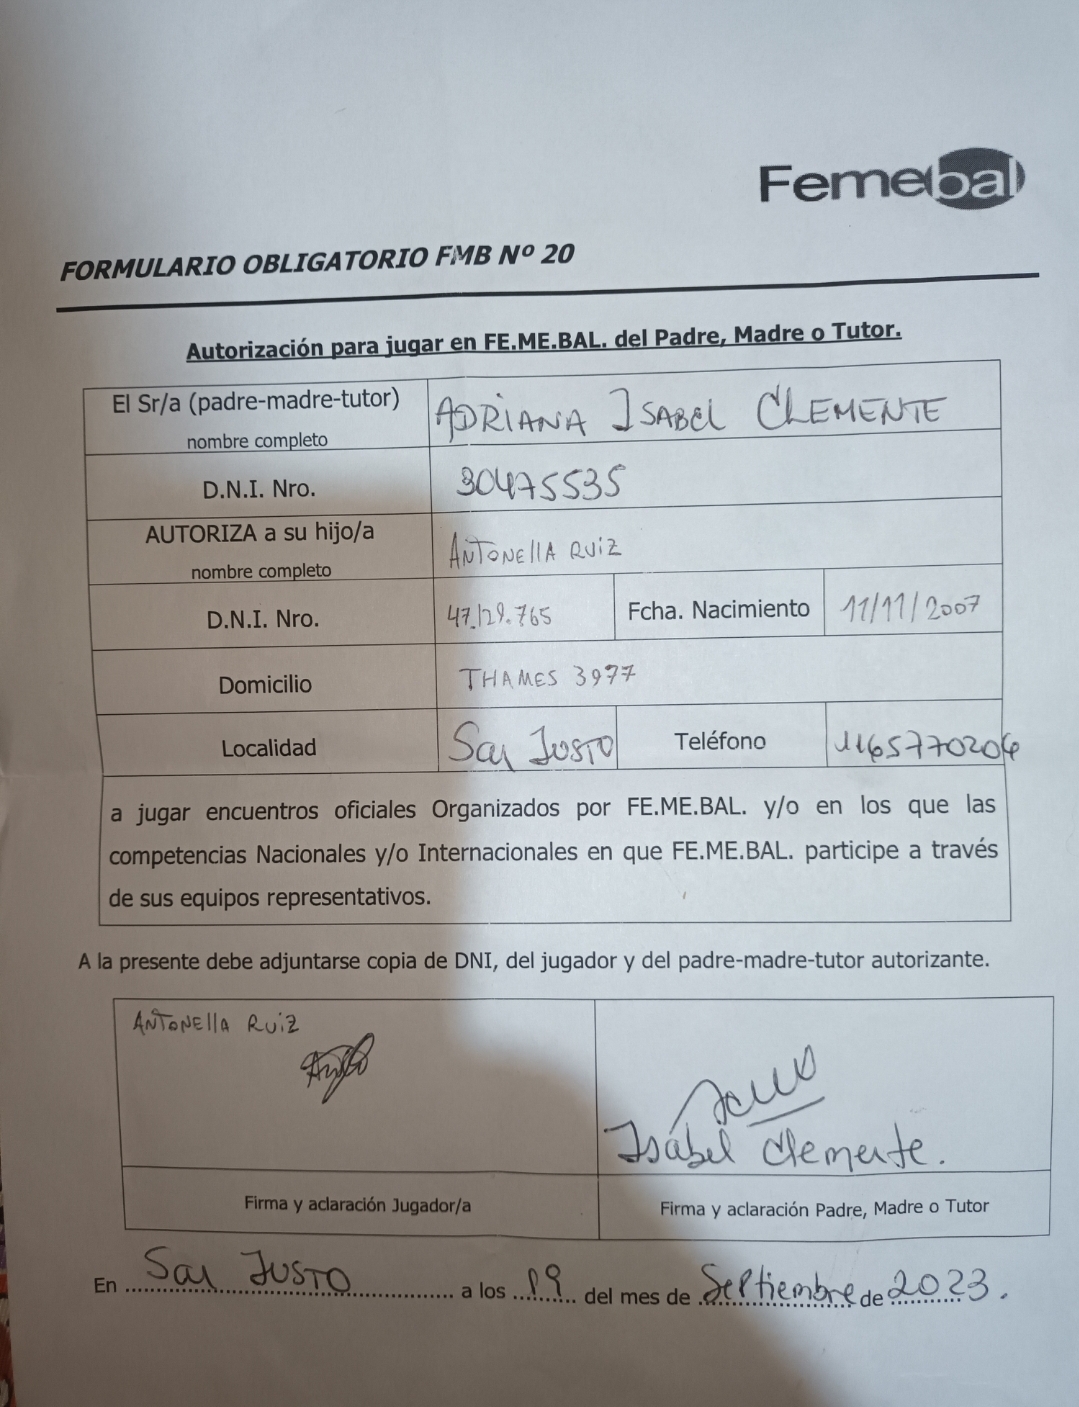 Femebal
FORMULARIO OBLIGATORIO FMB Nº 20
Autorización para jugar en FE.ME.BAL. del Padre, Madre o Tutor.
El Sr/a (padre-madre-tutor) ADRIANA ISABEL CLEMENTE
nombre completo
D.N.I. Nro. 30475535
AUTORIZA a su hijo/a ANTONELLA RUIZ
nombre completo
D.N.I. Nro. 47.129.765 Fcha. Nacimiento 11/11/2007
Domicilio THAMES 3977
Localidad San JUSTO Teléfono 1165770204
a jugar encuentros oficiales Organizados por FE.ME.BAL. y/o en los que las
competencias Nacionales y/o Internacionales en que FE.ME.BAL. participe a través
de sus equipos representativos.
A la presente debe adjuntarse copia de DNI, del jugador y del padre-madre-tutor autorizante.
ANTONELLA RUIZ
Isabel Clemente.
Firma y aclaración Jugador/a Firma y aclaración Padre, Madre o Tutor
En San JUSTO a los 19 del mes de Septiembre de 2023.